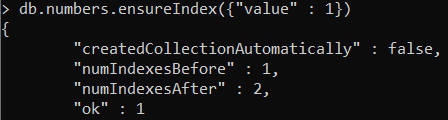 > db.numbers.ensureIndex({"value" : 1})
{
"createdCollectionAutomatically" : false,
"numIndexesBefore" : 1,
"numIndexesAfter" : 2,
"ok" : 1